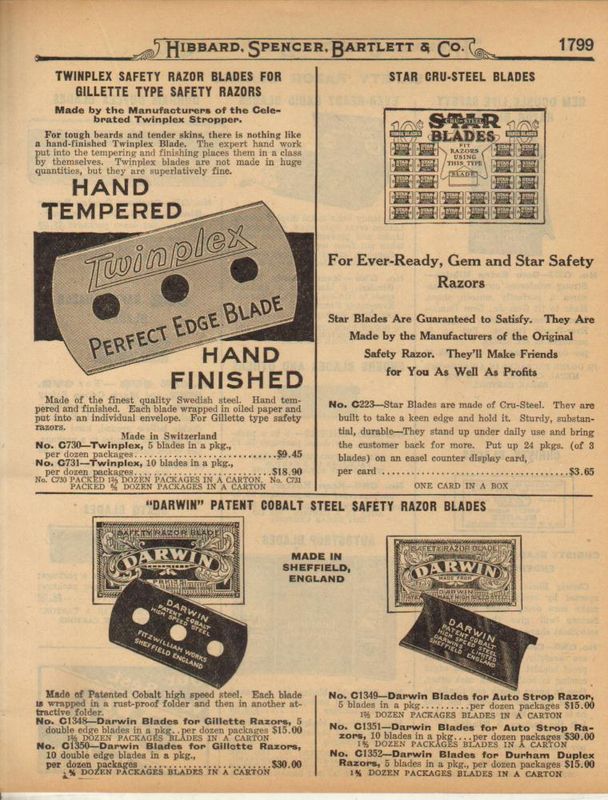 HIBBARD, SPENCER, BARTLETT & CO.
1799
TWINPLEX SAFETY RAZOR BLADES FOR
GILLETTE TYPE SAFETY RAZORS
Made by the Manufacturers of the Cele-
brated Twinplex Stropper.
For tough beards and tender skins, there is nothing like
a hand-finished Twinplex Blade. The expert hand work
put into the tempering and finishing places them in a class
by themselves. Twinplex blades are not made in huge
quantities, but they are superlatively fine.
HAND
TEMPERED
Twinplex
PERFECT EDGE BLADE
HAND
FINISHED
Made of the finest quality Swedish steel. Hand tem-
pered and finished. Each blade wrapped in oiled paper and
put into an individual envelope. For Gillette type safety
razors.
Made in Switzerland
No. C730—Twinplex, 5 blades in a pkg.,
per dozen packages..............................$9.45
No. C731—Twinplex, 10 blades in a pkg.,
per dozen packages..............................$18.90
No. C730 PACKED 1⅔ DOZEN PACKAGES IN A CARTON. No. C731
PACKED ⅚ DOZEN PACKAGES IN A CARTON
STAR CRU-STEEL BLADES
10¢
CRU-STEEL
STAR
BLADES
10¢
FIT
RAZORS
USING
THIS TYPE
BLADE
For Ever-Ready, Gem and Star Safety
Razors
Star Blades Are Guaranteed to Satisfy. They Are
Made by the Manufacturers of the Original
Safety Razor. They'll Make Friends
for You As Well As Profits
No. C223—Star Blades are made of Cru-Steel. They are
built to take a keen edge and hold it. Sturdy, substan-
tial, durable—They stand up under daily use and bring
the customer back for more. Put up 24 pkgs. (of 3
blades) on an easel counter display card,
per card ........................................$3.65
ONE CARD IN A BOX
"DARWIN" PATENT COBALT STEEL SAFETY RAZOR BLADES
SAFETY RAZOR BLADE
DARWIN
DARWIN
PATENT COBALT
HIGH SPEED STEEL
FITZWILLIAM WORKS
SHEFFIELD ENGLAND
MADE IN
SHEFFIELD,
ENGLAND
SAFETY RAZOR BLADE
DARWIN
MADE FROM
DARWIN
DARWIN
PATENT COBALT
HIGH SPEED STEEL
DARWINS LIMITED
SHEFFIELD ENGLAND
Made of Patented Cobalt high speed steel. Each blade
is wrapped in a rust-proof folder and then in another at-
tractive folder.
No. C1348—Darwin Blades for Gillette Razors, 5
double edge blades in a pkg...per dozen packages $15.00
1⅔ DOZEN PACKAGES BLADES IN A CARTON
No. C1350—Darwin Blades for Gillette Razors,
10 double edge blades in a pkg.,
per dozen packages ..........................$30.00
DOZEN PACKAGES BLADES IN A CARTON
No. C1349—Darwin Blades for Auto Strop Razor,
5 blades in a pkg..........per dozen packages $15.00
1⅔ DOZEN PACKAGES BLADES IN A CARTON
No. C1351—Darwin Blades for Auto Strop Ra-
zors, 10 blades in a pkg....per dozen packages $30.00
DOZEN PACKAGES BLADES IN A CARTON
No. C1352—Darwin Blades for Durham Duplex
Razors, 5 blades in a pkg., per dozen packages $15.00
1⅔ DOZEN PACKAGES BLADES IN A CARTON